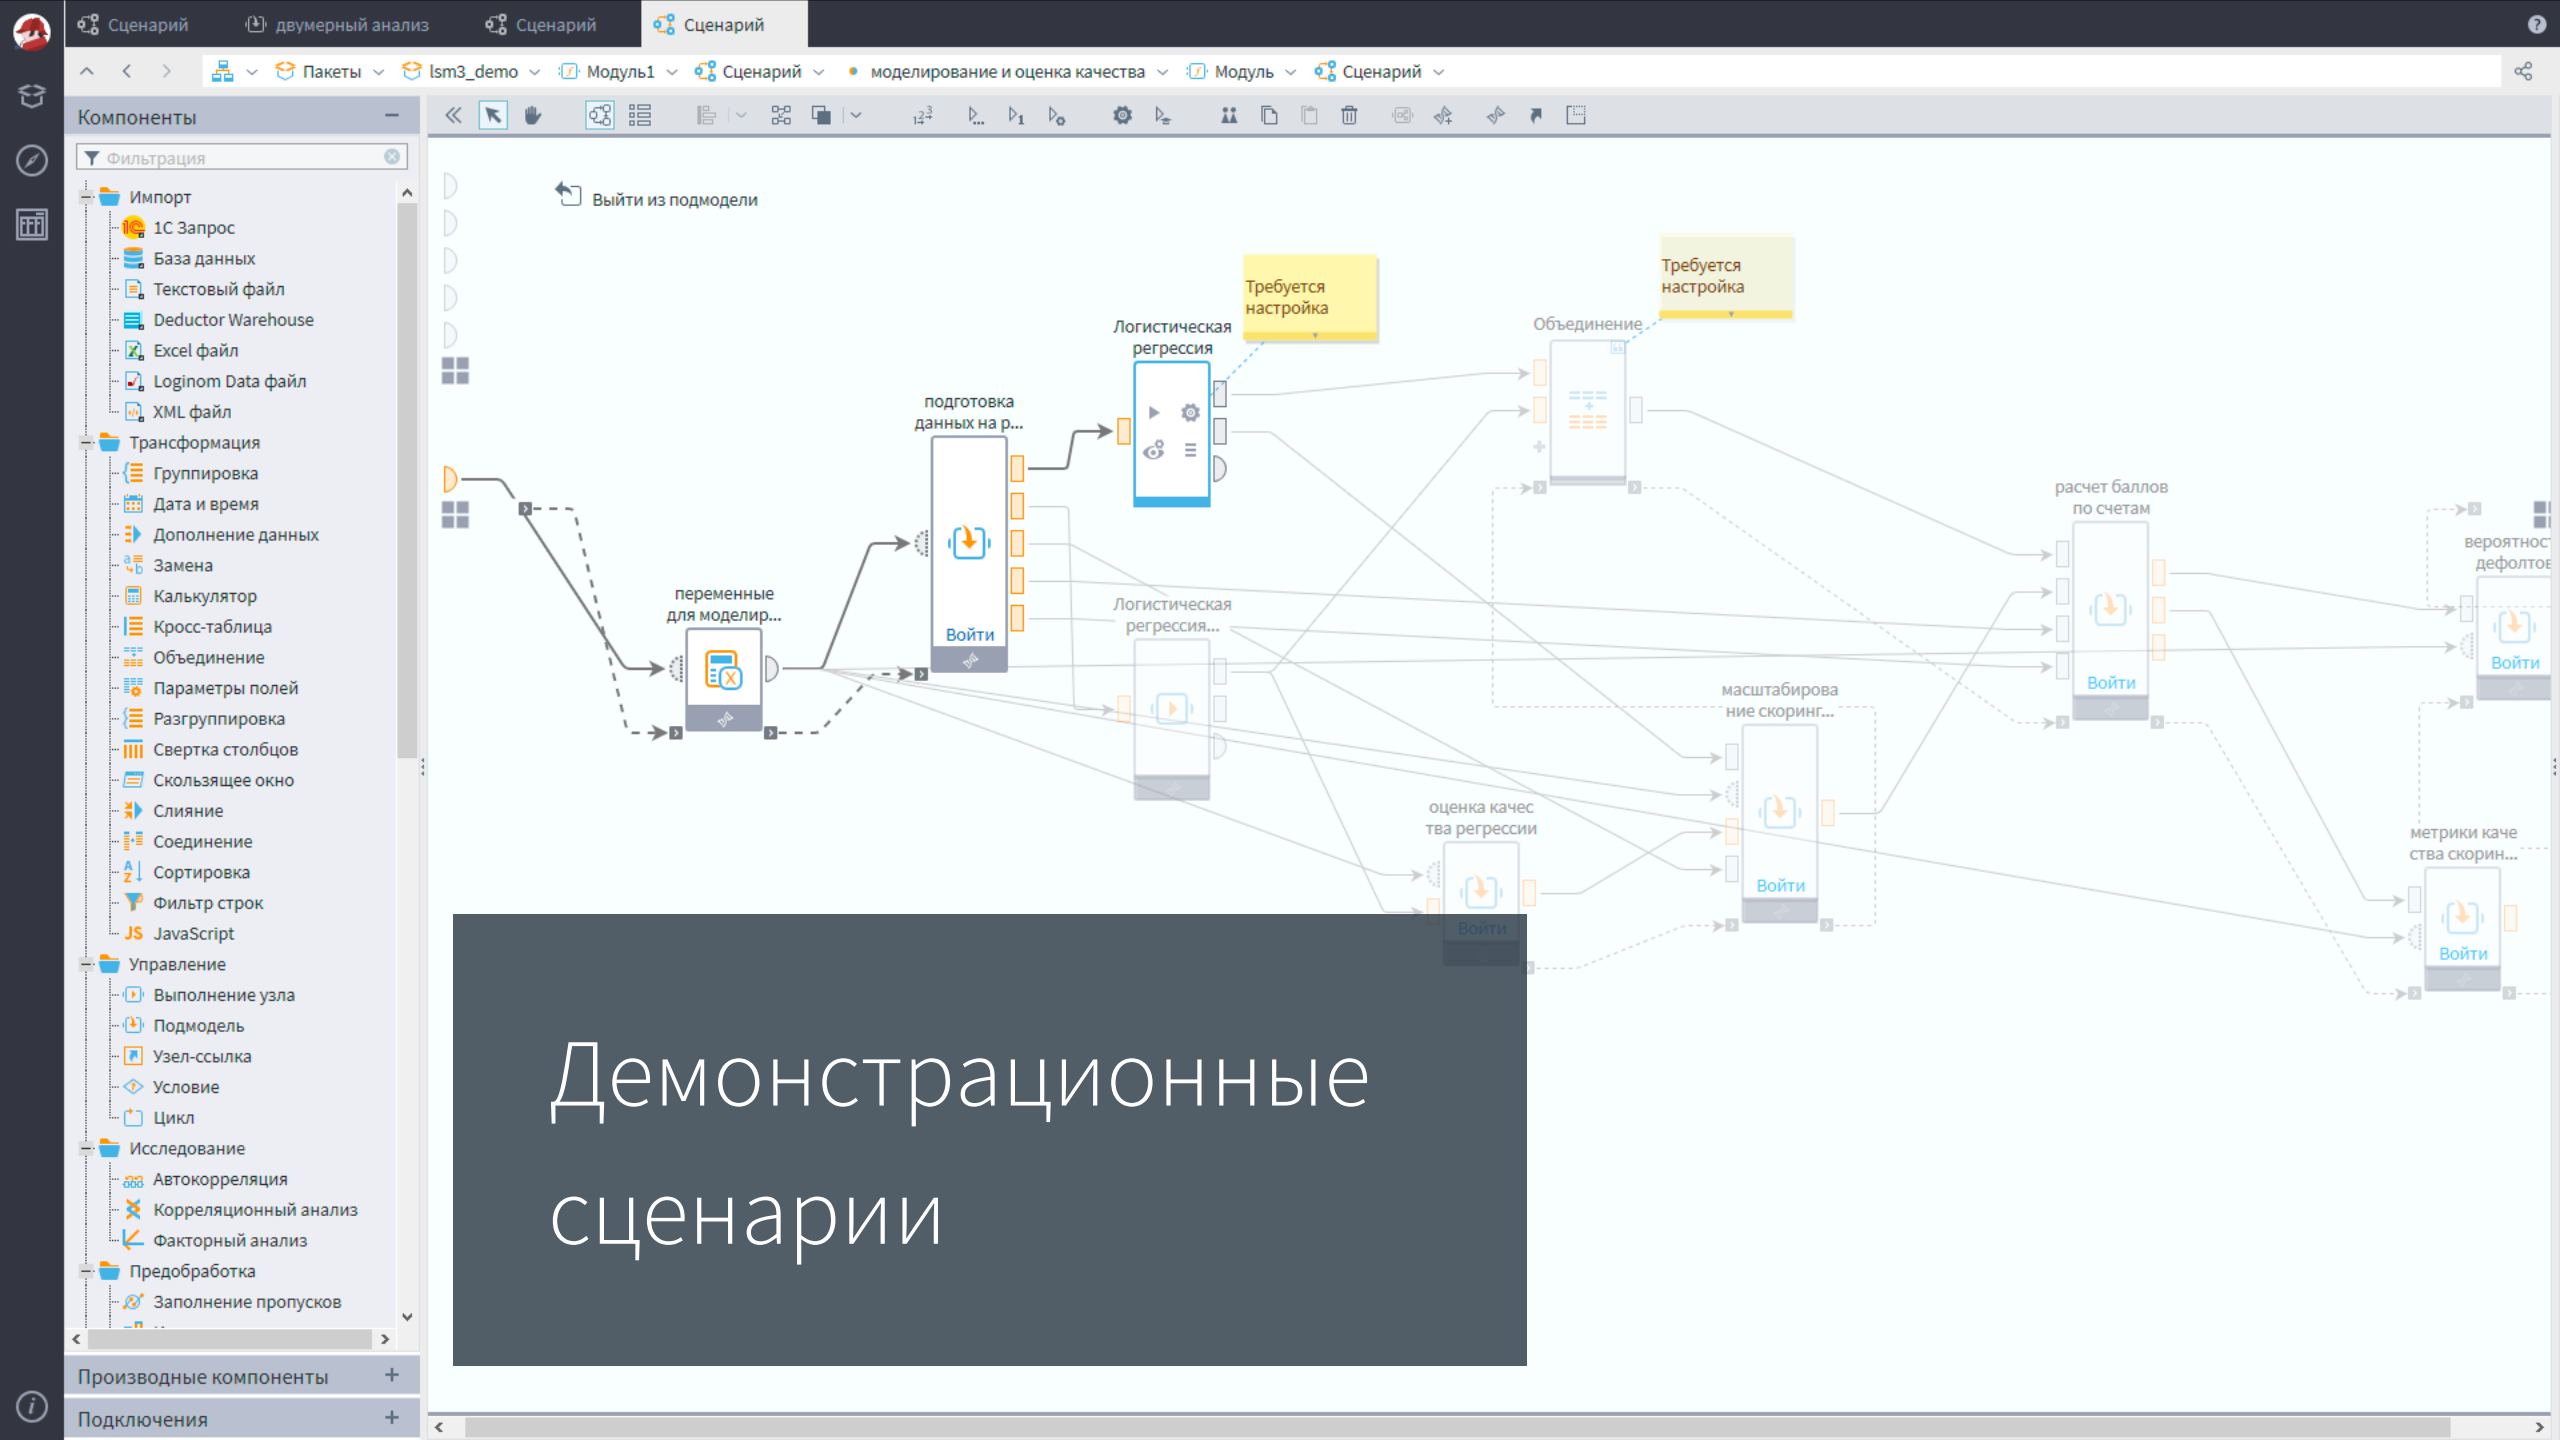 Сценарий
двумерный анализ
Сценарий
Сценарий
Пакеты
lsm3_demo
Модуль1
Сценарий
моделирование и оценка качества
Модуль
Сценарий
Компоненты
Фильтрация
Импорт
1С Запрос
База данных
Текстовый файл
Deductor Warehouse
Excel файл
Loginom Data файл
XML файл
Трансформация
Группировка
Дата и время
Дополнение данных
Замена
Калькулятор
Кросс-таблица
Объединение
Параметры полей
Разгруппировка
Свертка столбцов
Скользящее окно
Слияние
Соединение
Сортировка
Фильтр строк
JS JavaScript
Управление
Выполнение узла
Подмодель
Узел-ссылка
Условие
Цикл
Исследование
Автокорреляция
Корреляционный анализ
Факторный анализ
Предобработка
Заполнение пропусков
Производные компоненты
Подключения
Выйти из подмодели
Требуется
настройка
Требуется
настройка
Логистическая
регрессия
Объединение
подготовка
данных на р...
Войти
переменные
для моделир...
Логистическая
регрессия...
расчет баллов
по счетам
Войти
вероятнос
дефолтов
Войти
масштабирова
ние скоринг...
Войти
оценка качес
тва регрессии
Войти
метрики каче
ства скорин...
Войти
Демонстрационные
сценарии